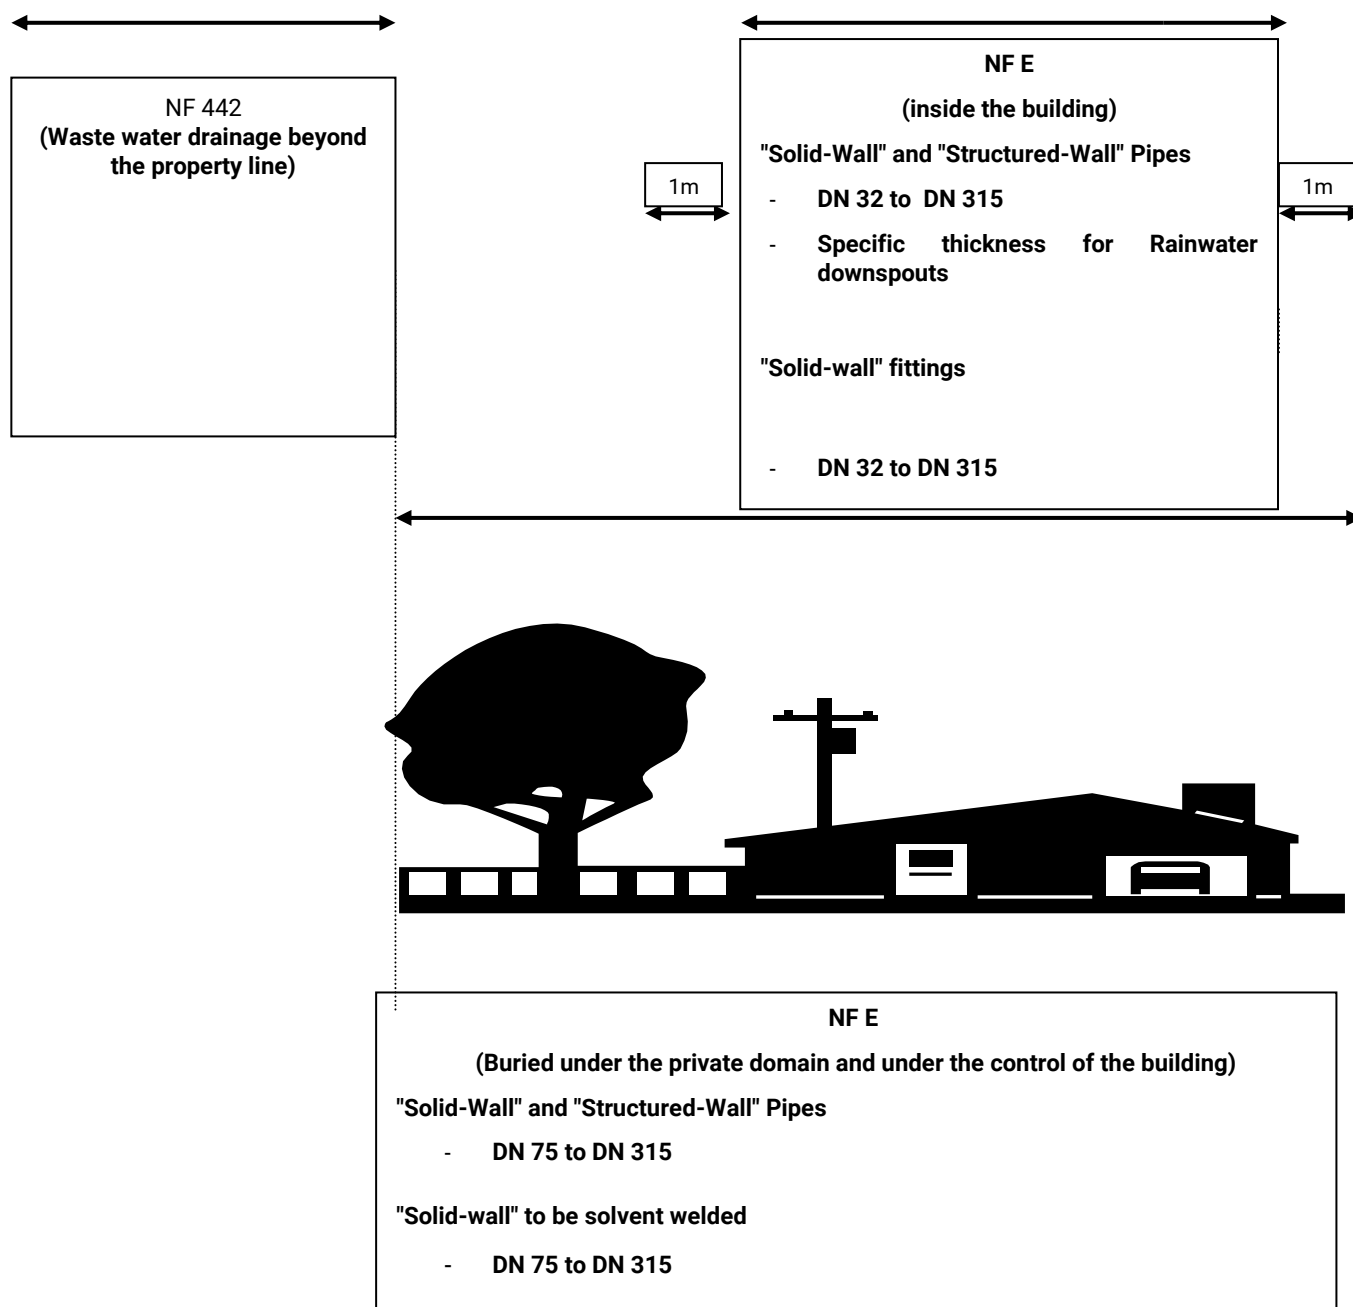 NF 442
(Waste water drainage beyond
the property line)
1m
NF E
(inside the building)
"Solid-Wall" and "Structured-Wall" Pipes
- DN 32 to DN 315
- Specific thickness for Rainwater
downspouts
"Solid-wall" fittings
- DN 32 to DN 315
1m
NF E
(Buried under the private domain and under the control of the building)
"Solid-Wall" and "Structured-Wall" Pipes
- DN 75 to DN 315
"Solid-wall" to be solvent welded
- DN 75 to DN 315